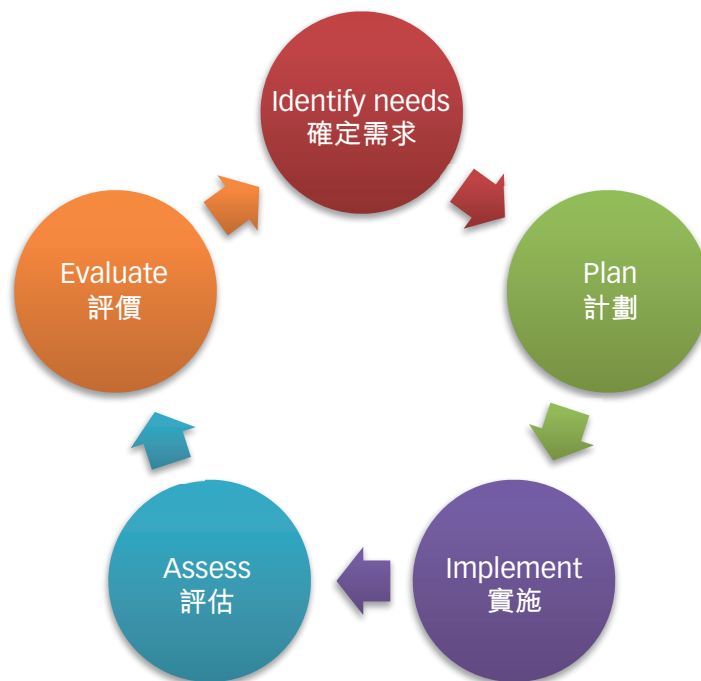 Identify needs
確定需求
Plan
計劃
Implement
實施
Assess
評估
Evaluate
評價